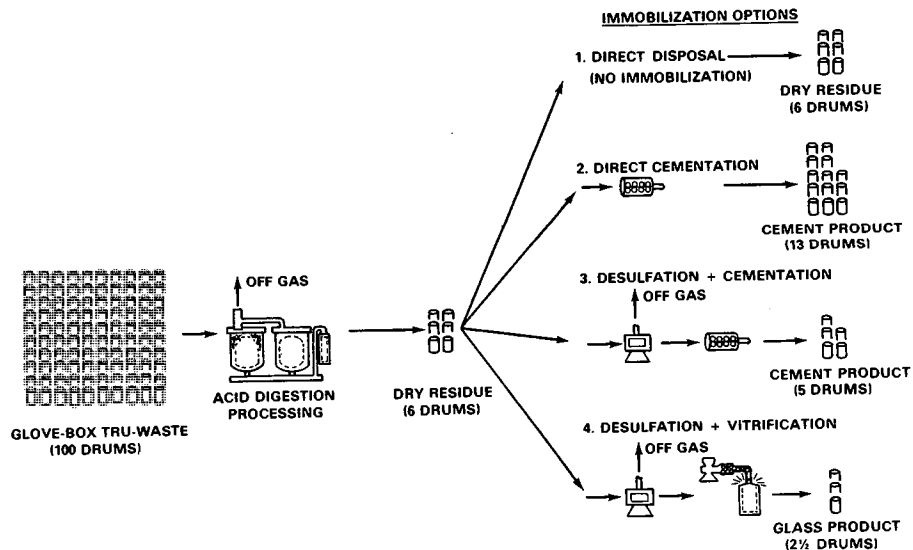 IMMOBILIZATION OPTIONS
1. DIRECT DISPOSAL
(NO IMMOBILIZATION)
DRY RESIDUE
(6 DRUMS)
2. DIRECT CEMENTATION
CEMENT PRODUCT
(13 DRUMS)
3. DESULFATION + CEMENTATION
OFF GAS
CEMENT PRODUCT
(5 DRUMS)
OFF GAS
ACID DIGESTION
PROCESSING
DRY RESIDUE
(6 DRUMS)
GLOVE-BOX TRU-WASTE
(100 DRUMS)
4. DESULFATION + VITRIFICATION
OFF GAS
GLASS PRODUCT
(2½ DRUMS)